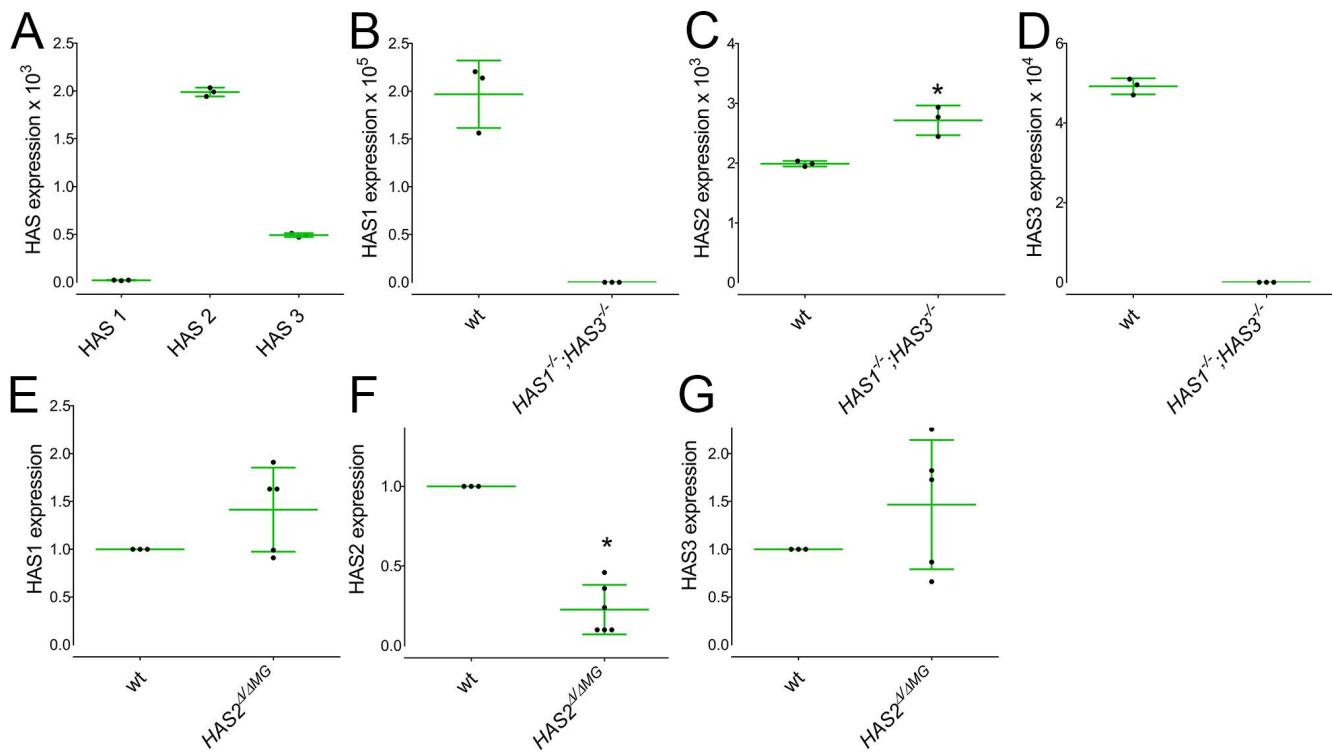 A
HAS expression x 10³
2.5
2.0
1.5
1.0
0.5
0.0
HAS 1
HAS 2
HAS 3
B
HAS1 expression x 10⁵
2.5
2.0
1.5
1.0
0.5
0.0
wt
HAS1⁻/⁻;HAS3⁻/⁻
C
HAS2 expression x 10³
4
3
2
1
0
*
wt
HAS1⁻/⁻;HAS3⁻/⁻
D
HAS3 expression x 10⁴
6
4
2
0
wt
HAS1⁻/⁻;HAS3⁻/⁻
E
HAS1 expression
2.5
2.0
1.5
1.0
0.5
0.0
wt
HAS2Δ/ΔMG
F
HAS2 expression
1.0
0.5
0.0
*
wt
HAS2Δ/ΔMG
G
HAS3 expression
2.0
1.5
1.0
0.5
0.0
wt
HAS2Δ/ΔMG